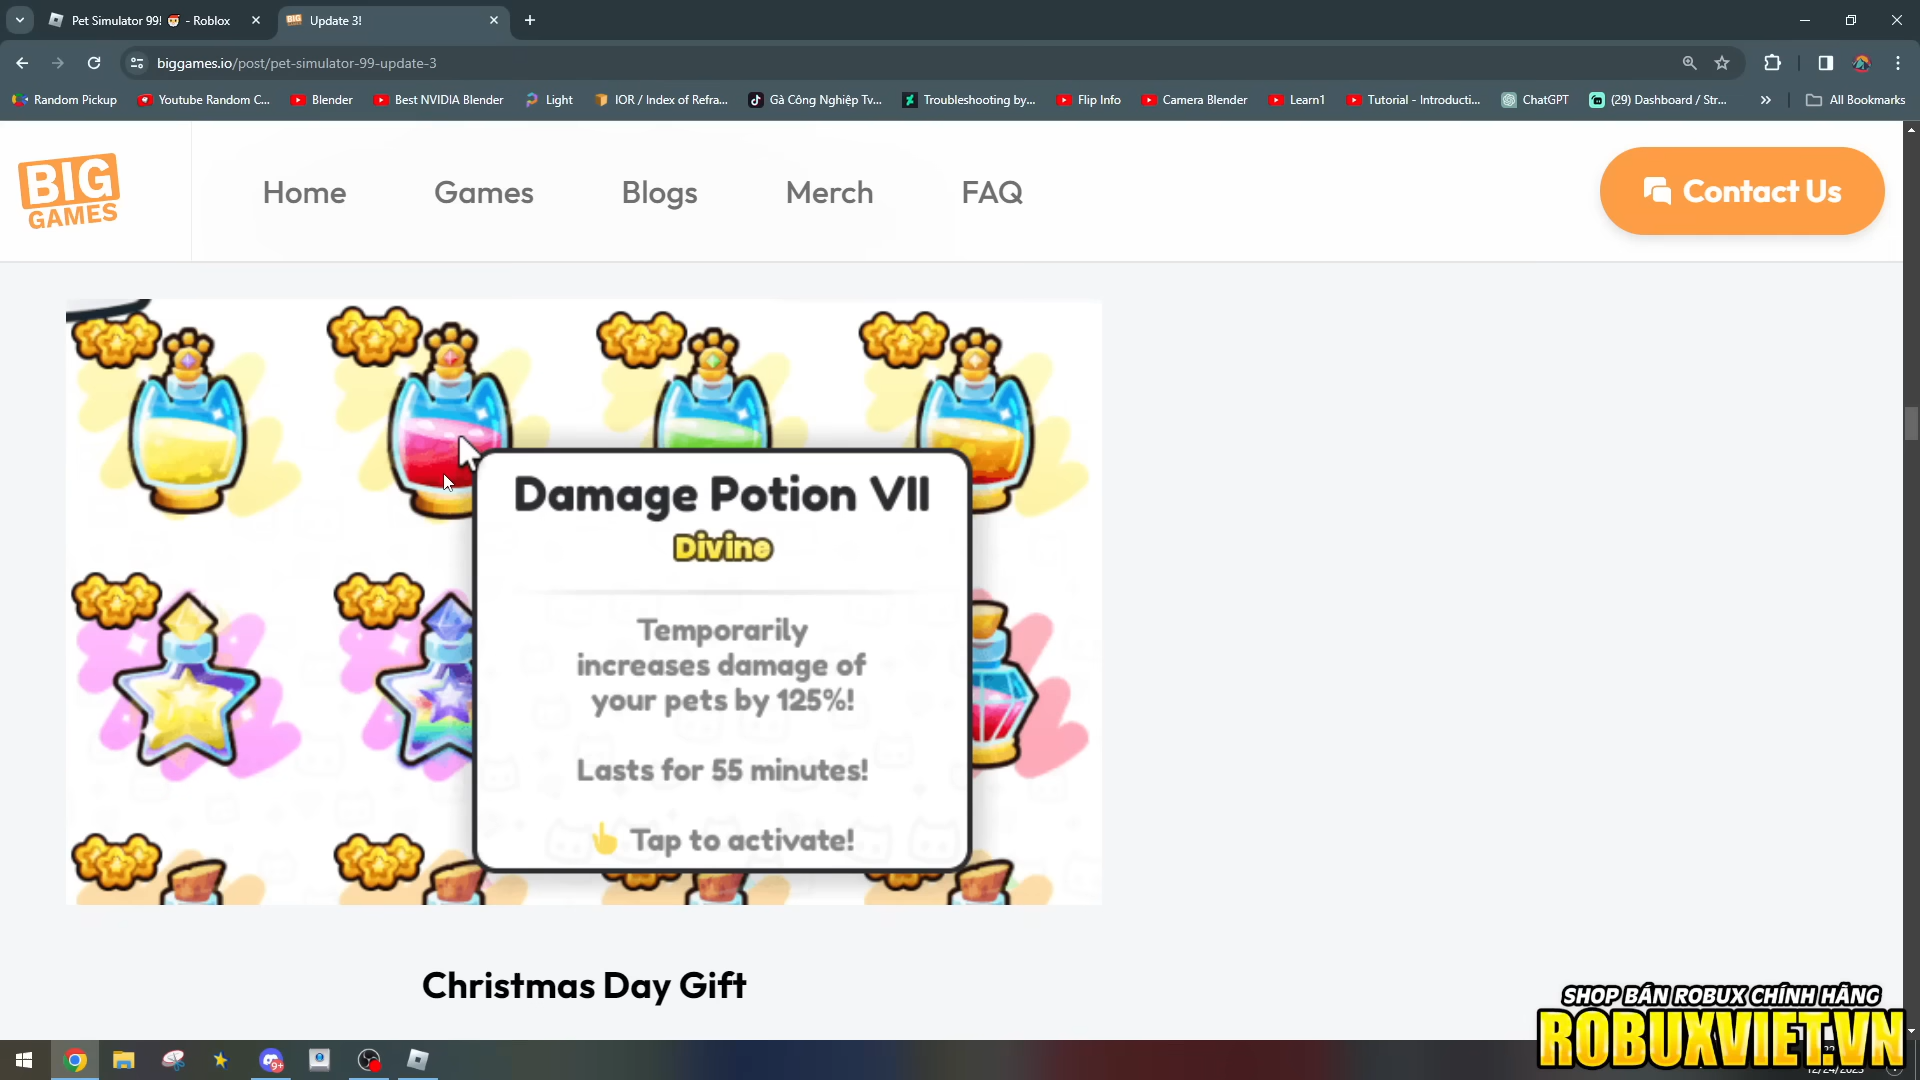 Pet Simulator 99! 🎅 - Roblox
Update 3!
biggames.io/post/pet-simulator-99-update-3
Random Pickup
Youtube Random C...
Blender
Best NVIDIA Blender
Light
IOR / Index of Refra...
Gà Công Nghiệp Tv...
Troubleshooting by...
Flip Info
Camera Blender
Learn1
Tutorial - Introducti...
ChatGPT
(29) Dashboard / Str...
All Bookmarks
BIG
GAMES
Home
Games
Blogs
Merch
FAQ
Contact Us
Damage Potion VII
Divine
Temporarily
increases damage of
your pets by 125%!
Lasts for 55 minutes!
👆 Tap to activate!
Christmas Day Gift
SHOP BÁN ROBUX CHÍNH HÃNG
ROBUXVIET.VN
9+
12/24/2023